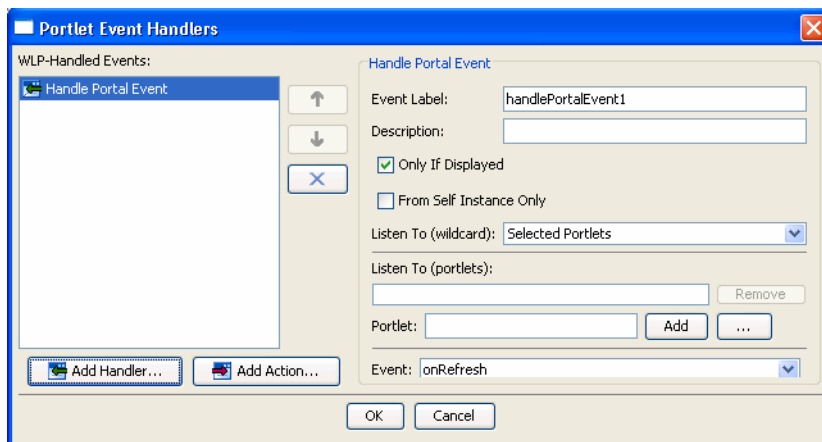 Portlet Event Handlers
WLP-Handled Events:
Handle Portal Event
Add Handler...
Add Action...
Handle Portal Event
Event Label: handlePortalEvent1
Description:
Only If Displayed
From Self Instance Only
Listen To (wildcard): Selected Portlets
Listen To (portlets):
Remove
Portlet: Add ...
Event: onRefresh
OK Cancel